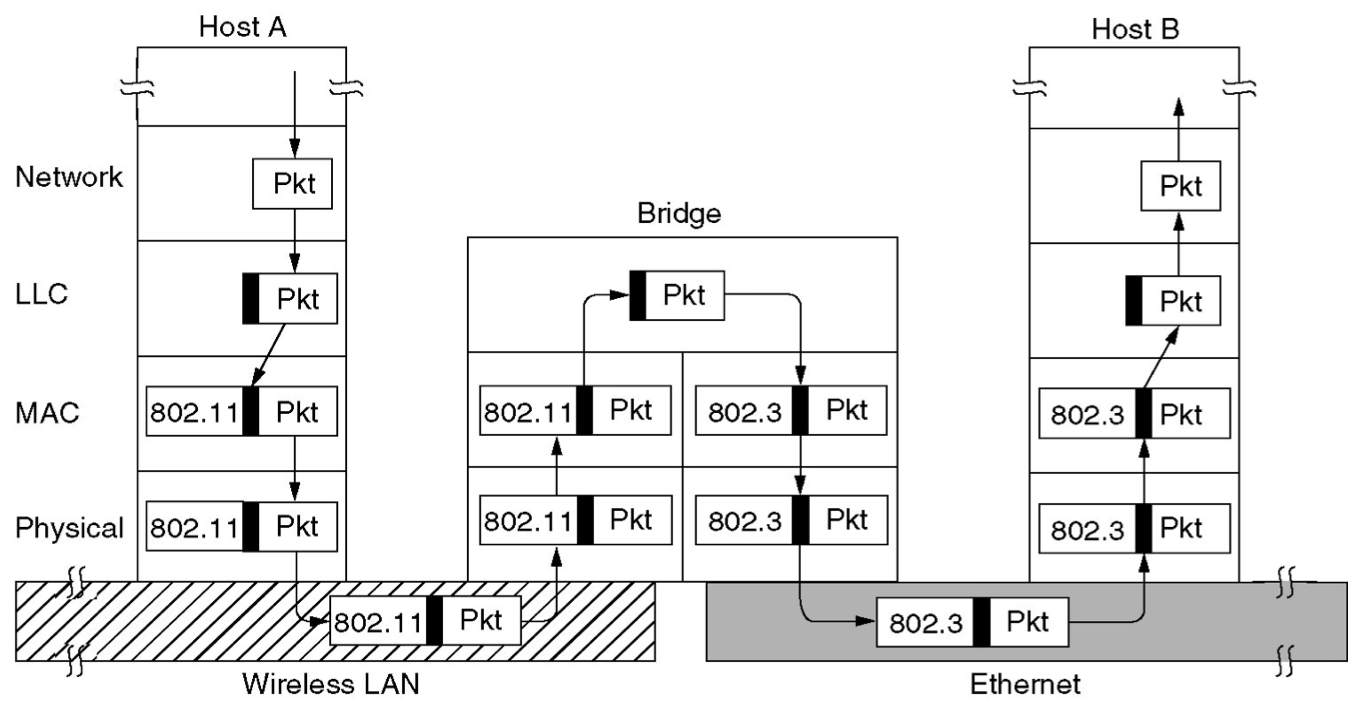 Host A
Host B
Network
Pkt
Pkt
Bridge
LLC
Pkt
Pkt
Pkt
MAC
802.11 Pkt
802.11 Pkt
802.3 Pkt
802.3 Pkt
Physical
802.11 Pkt
802.11 Pkt
802.3 Pkt
802.3 Pkt
802.11 Pkt
802.3 Pkt
Wireless LAN
Ethernet